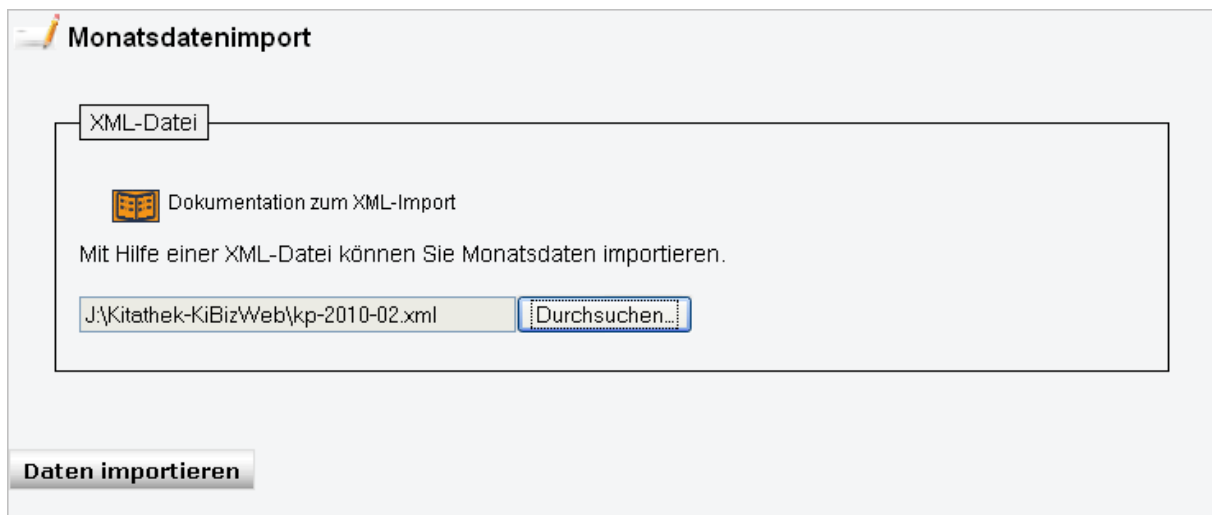 Monatsdatenimport
XML-Datei
Dokumentation zum XML-Import
Mit Hilfe einer XML-Datei können Sie Monatsdaten importieren.
J:\Kitathek-KiBizWeb\kp-2010-02.xml Durchsuchen...
Daten importieren